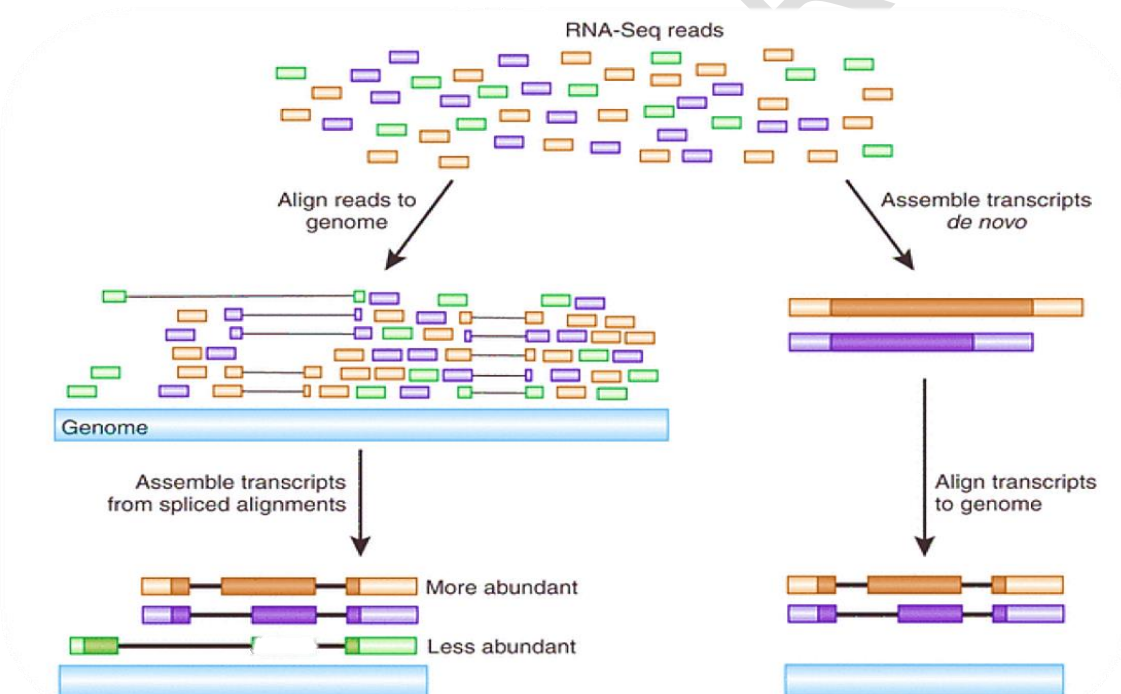 RNA-Seq reads
Align reads to
genome
Assemble transcripts
de novo
Genome
Assemble transcripts
from spliced alignments
Align transcripts
to genome
More abundant
Less abundant